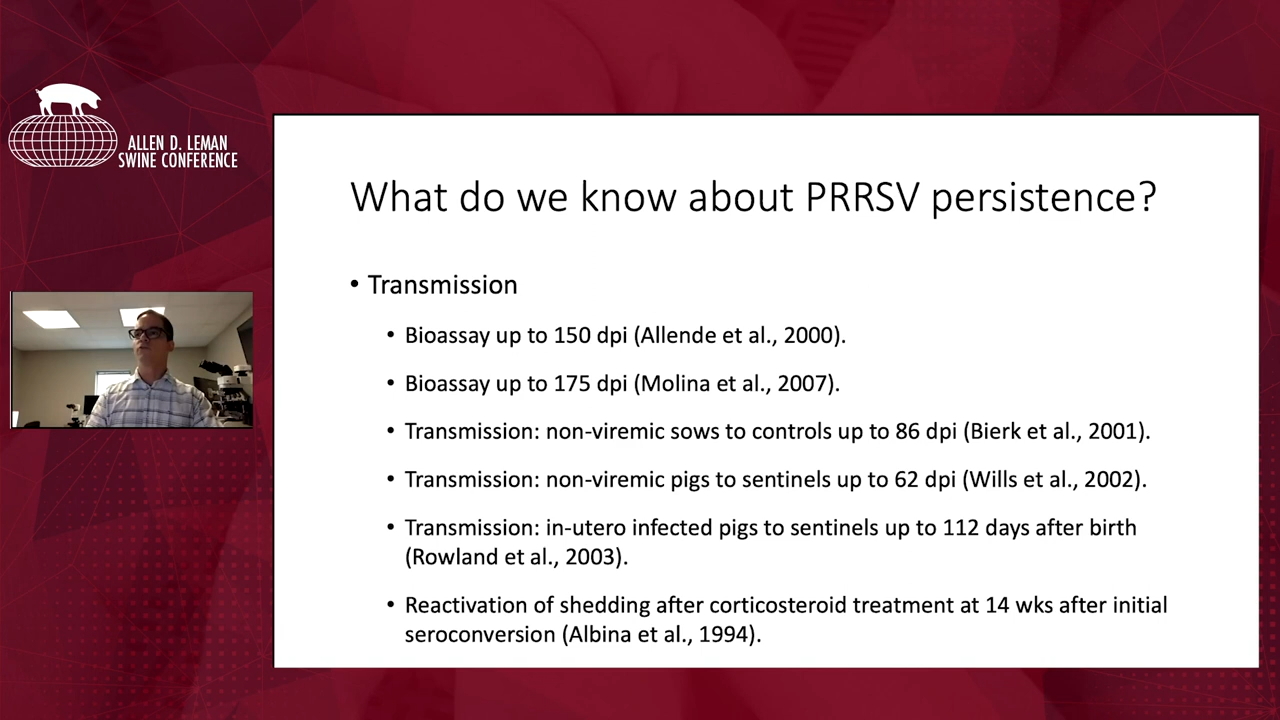 ALLEN D. LEMAN
SWINE CONFERENCE
What do we know about PRRSV persistence?
• Transmission
• Bioassay up to 150 dpi (Allende et al., 2000).
• Bioassay up to 175 dpi (Molina et al., 2007).
• Transmission: non-viremic sows to controls up to 86 dpi (Bierk et al., 2001).
• Transmission: non-viremic pigs to sentinels up to 62 dpi (Wills et al., 2002).
• Transmission: in-utero infected pigs to sentinels up to 112 days after birth
(Rowland et al., 2003).
• Reactivation of shedding after corticosteroid treatment at 14 wks after initial
seroconversion (Albina et al., 1994).